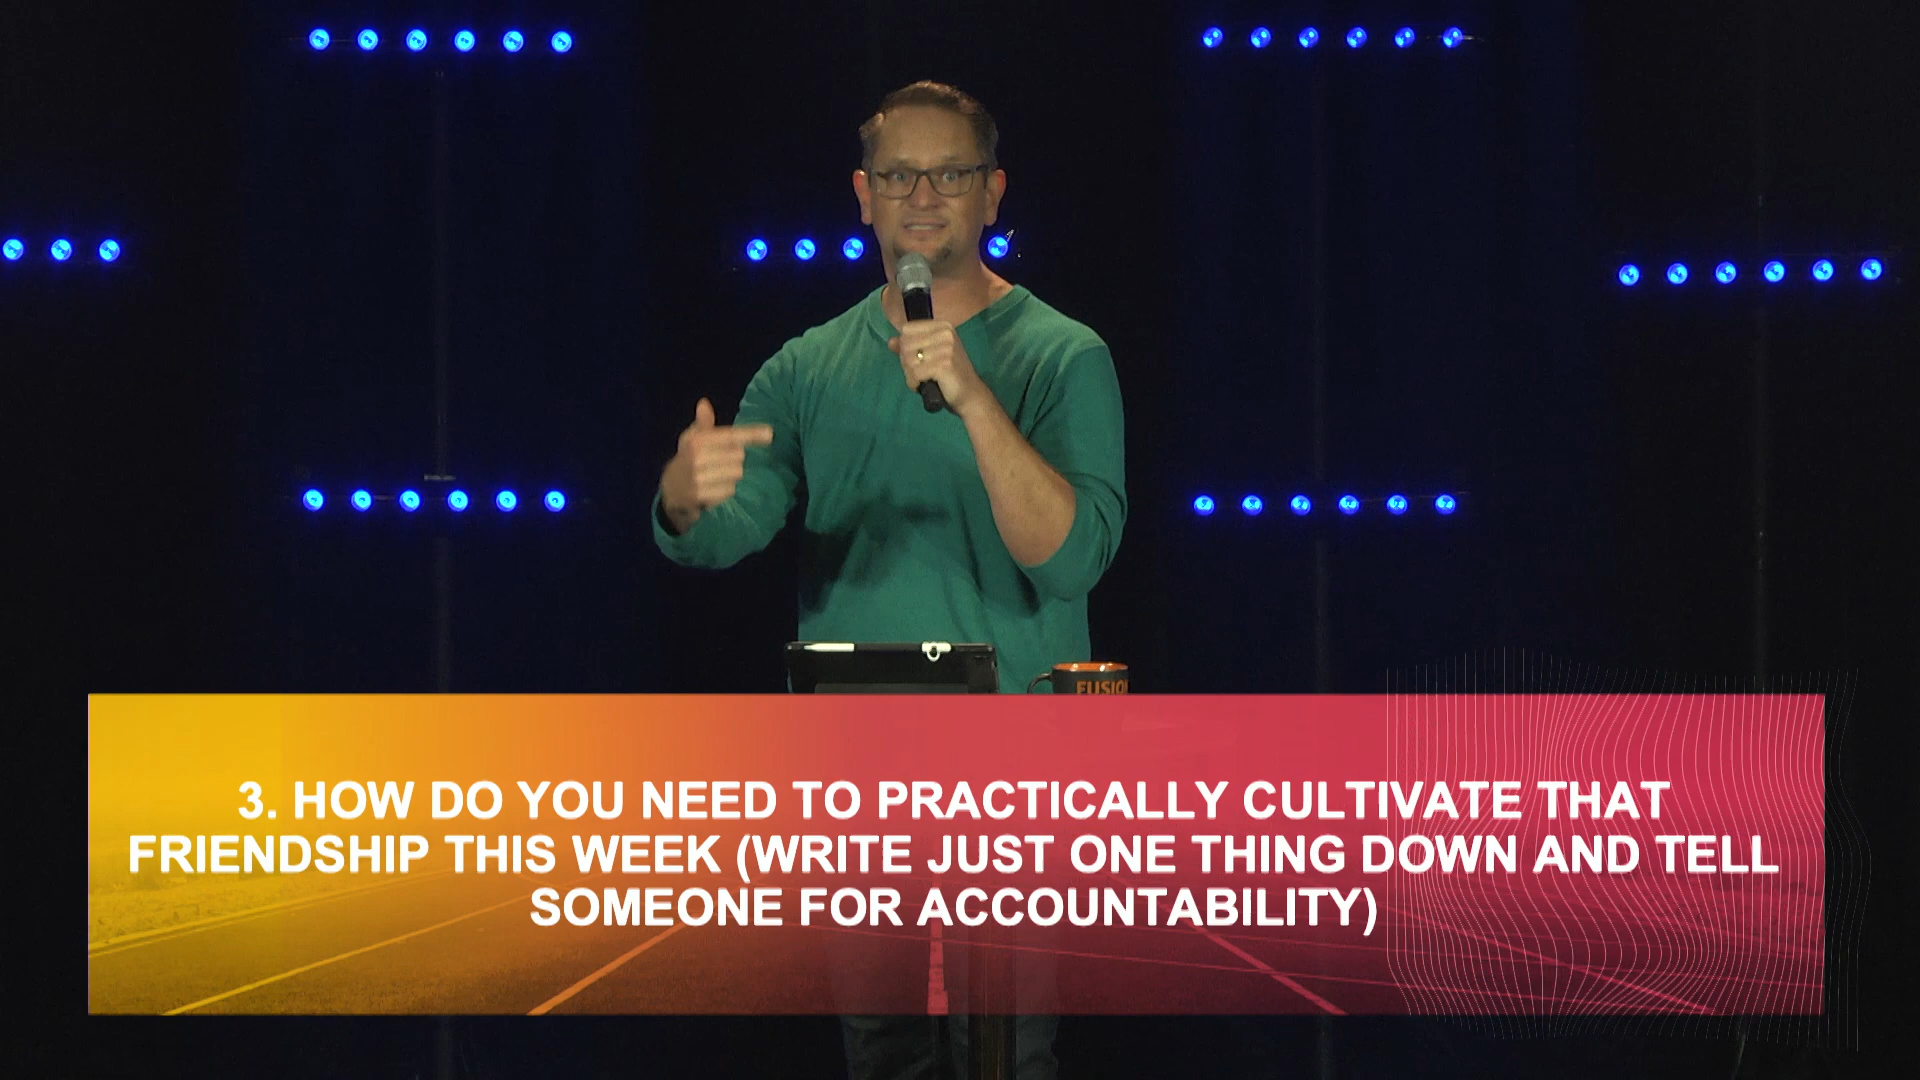 FUSION
3. HOW DO YOU NEED TO PRACTICALLY CULTIVATE THAT
FRIENDSHIP THIS WEEK (WRITE JUST ONE THING DOWN AND TELL
SOMEONE FOR ACCOUNTABILITY)